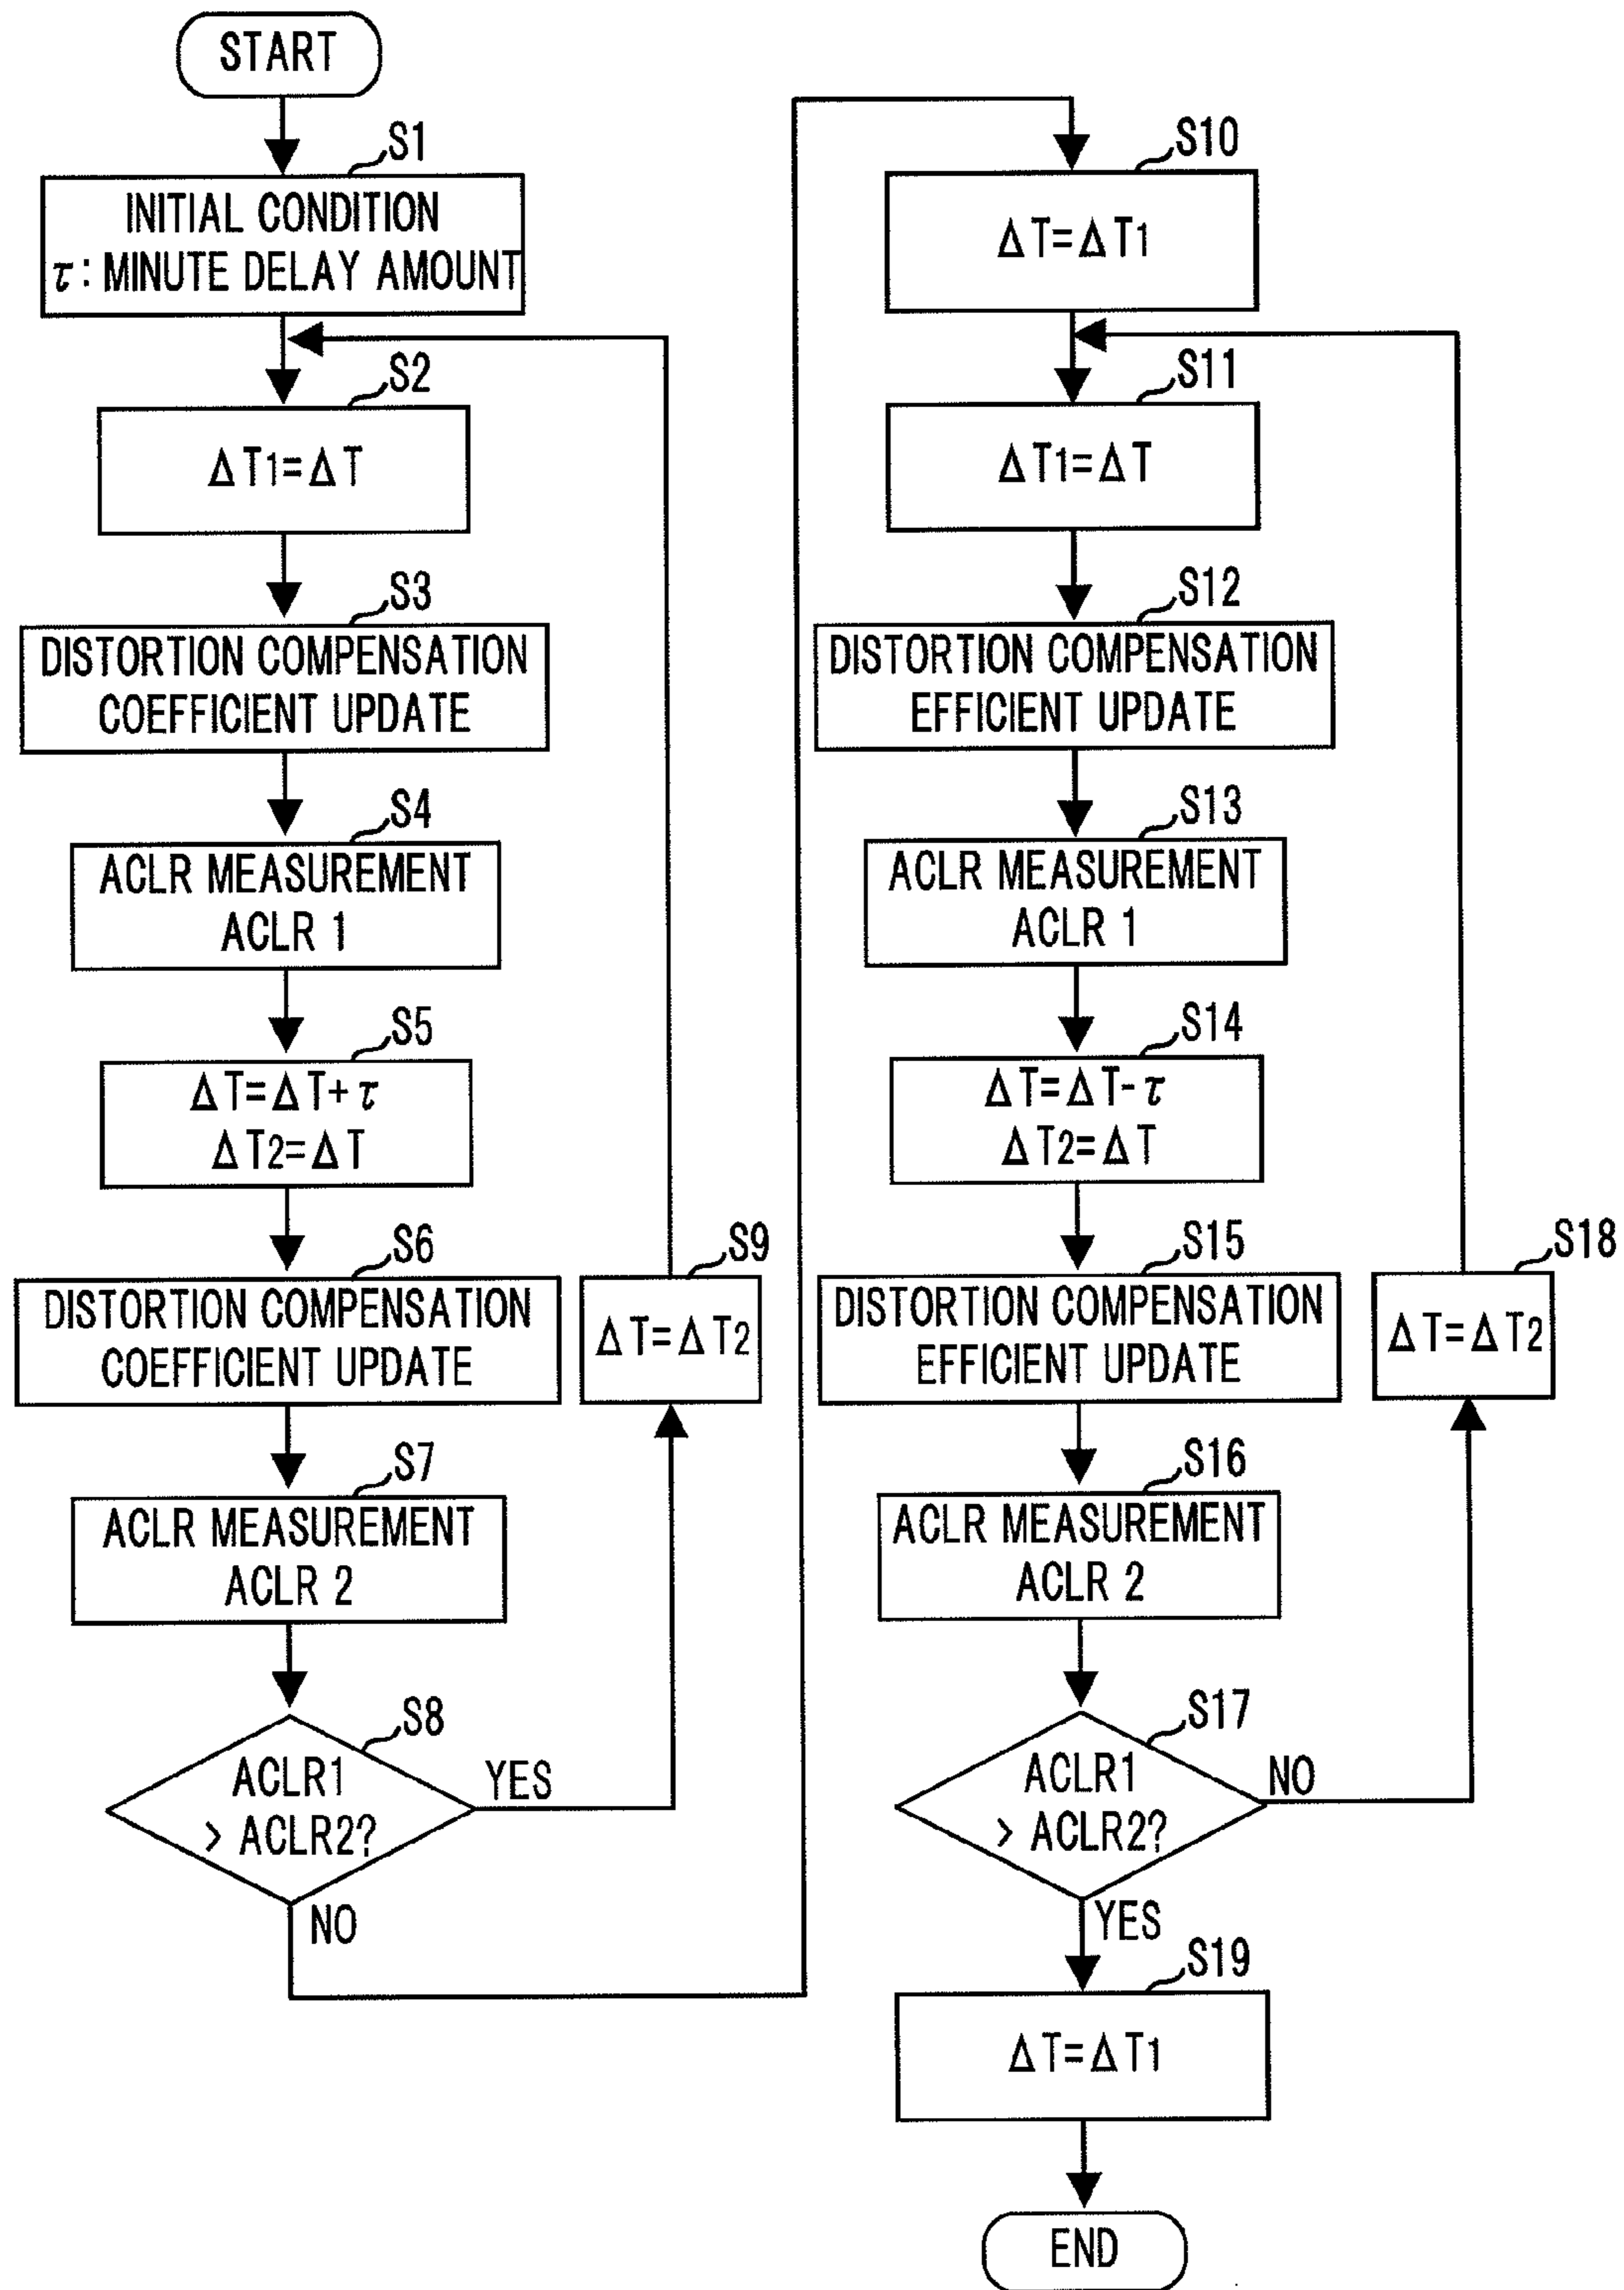 START
S1
INITIAL CONDITION
τ: MINUTE DELAY AMOUNT
S2
ΔT1=ΔT
S3
DISTORTION COMPENSATION
COEFFICIENT UPDATE
S4
ACLR MEASUREMENT
ACLR 1
S5
ΔT=ΔT+τ
ΔT2=ΔT
S6
DISTORTION COMPENSATION
COEFFICIENT UPDATE
S9
ΔT=ΔT2
S7
ACLR MEASUREMENT
ACLR 2
S8
ACLR1
> ACLR2?
YES
NO
S10
ΔT=ΔT1
S11
ΔT1=ΔT
S12
DISTORTION COMPENSATION
EFFICIENT UPDATE
S13
ACLR MEASUREMENT
ACLR 1
S14
ΔT=ΔT-τ
ΔT2=ΔT
S15
DISTORTION COMPENSATION
EFFICIENT UPDATE
S18
ΔT=ΔT2
S16
ACLR MEASUREMENT
ACLR 2
S17
ACLR1
> ACLR2?
NO
YES
S19
ΔT=ΔT1
END